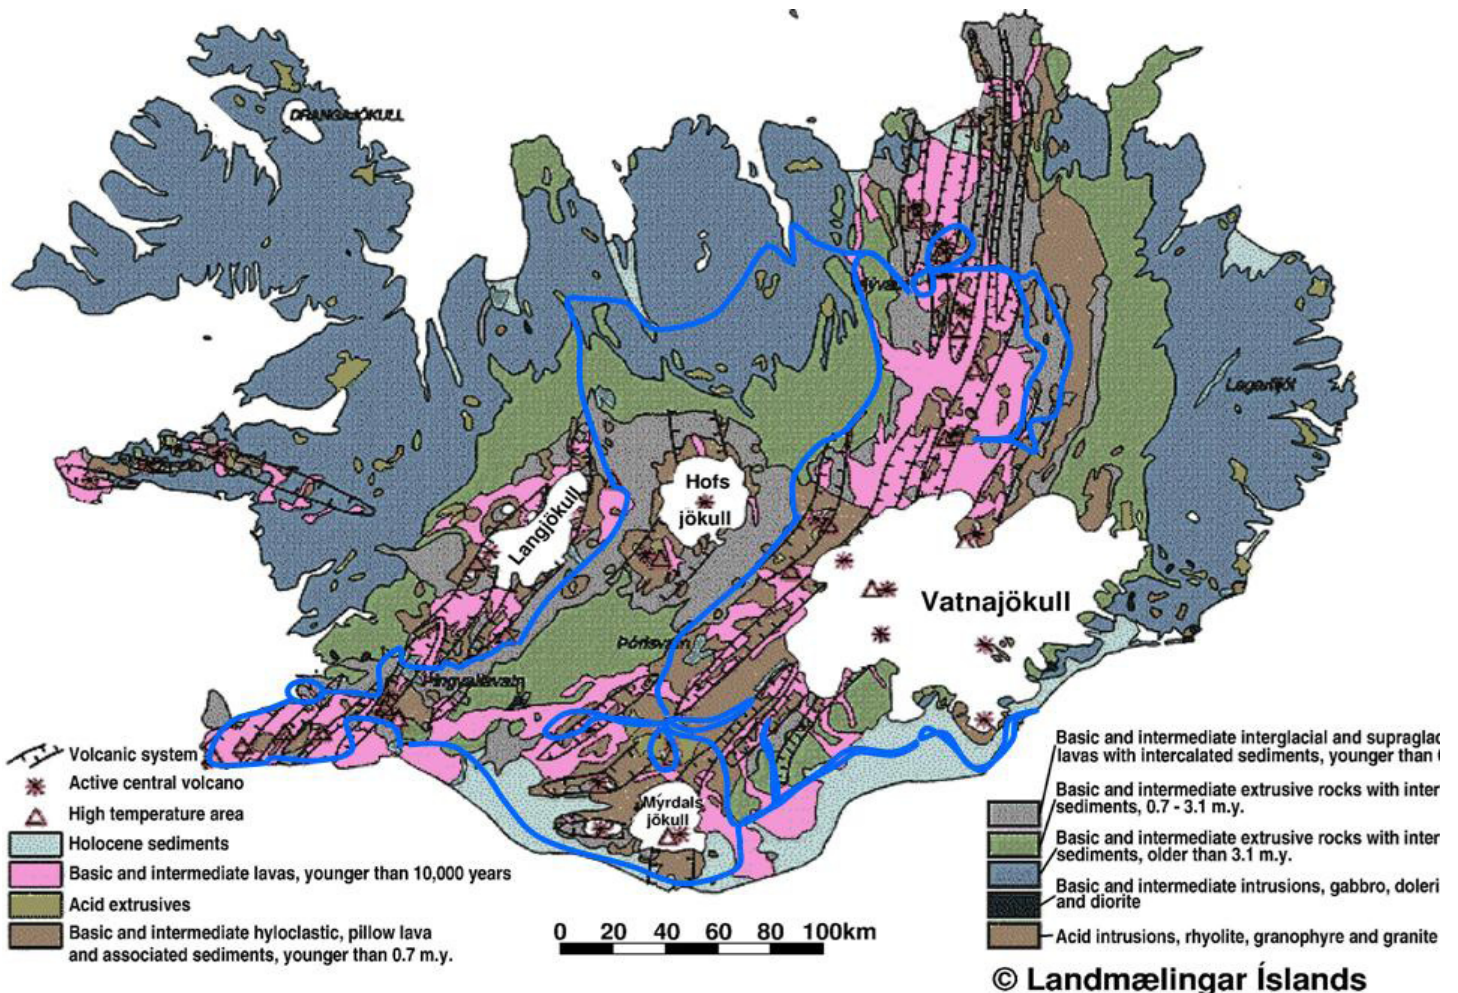 DRANGAJÖKULL
Lagarfljót
Hofs
jökull
Langjökull
Vatnajökull
Þórisvatn
Þingvallavatn
Mýrdals
jökull
Volcanic system
Active central volcano
High temperature area
Holocene sediments
Basic and intermediate lavas, younger than 10,000 years
Acid extrusives
Basic and intermediate hyloclastic, pillow lava
and associated sediments, younger than 0.7 m.y.
0 20 40 60 80 100km
Basic and intermediate interglacial and supraglac
lavas with intercalated sediments, younger than
Basic and intermediate extrusive rocks with inter
sediments, 0.7 - 3.1 m.y.
Basic and intermediate extrusive rocks with inter
sediments, older than 3.1 m.y.
Basic and intermediate intrusions, gabbro, doleri
and diorite
Acid intrusions, rhyolite, granophyre and granite
© Landmælingar Íslands